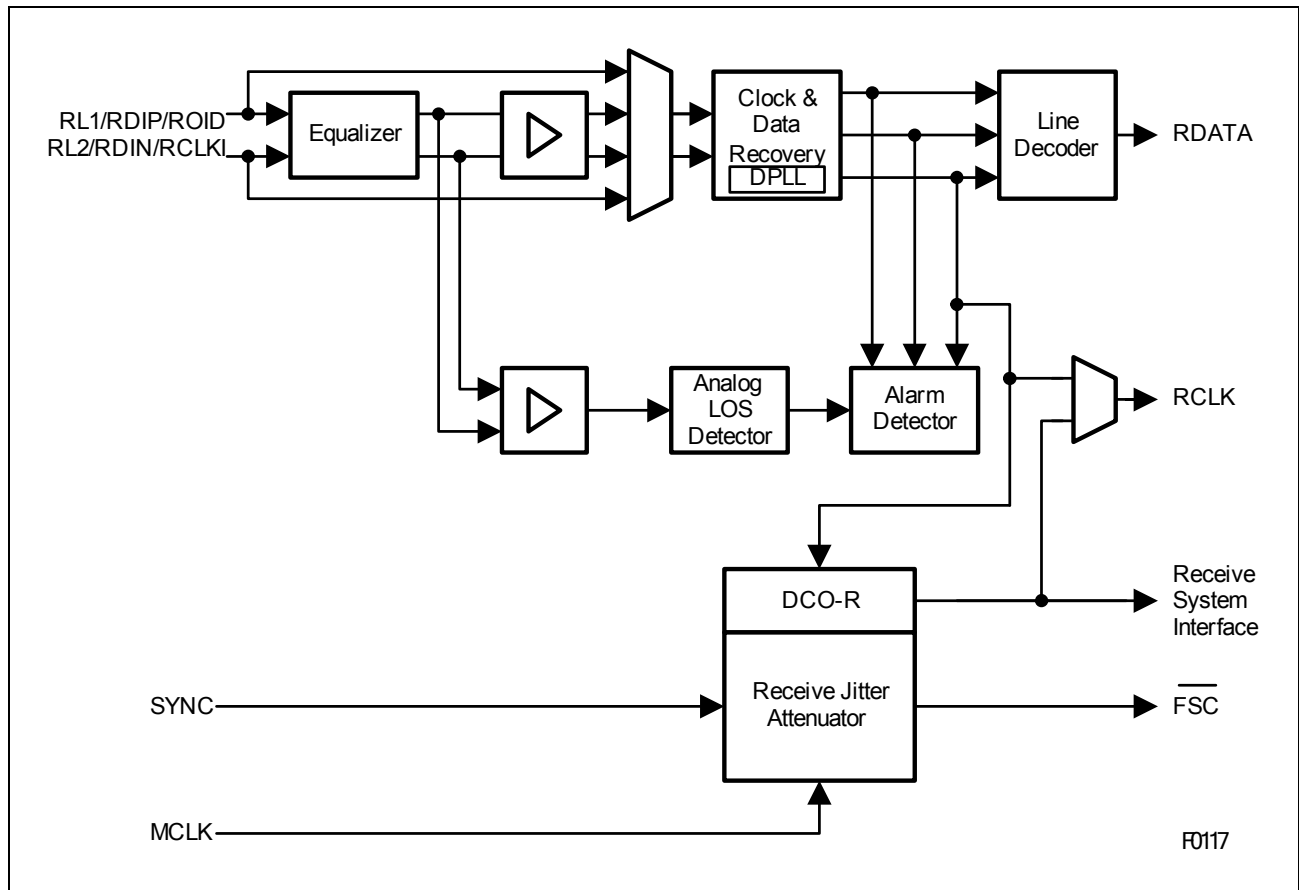 RL1/RDIP/ROID
RL2/RDIN/RCLKI
Equalizer
Clock &
Data
Recovery
DPLL
Line
Decoder
RDATA
Analog
LOS
Detector
Alarm
Detector
RCLK
DCO-R
Receive
System
Interface
SYNC
Receive Jitter
Attenuator
FSC
MCLK
F0117